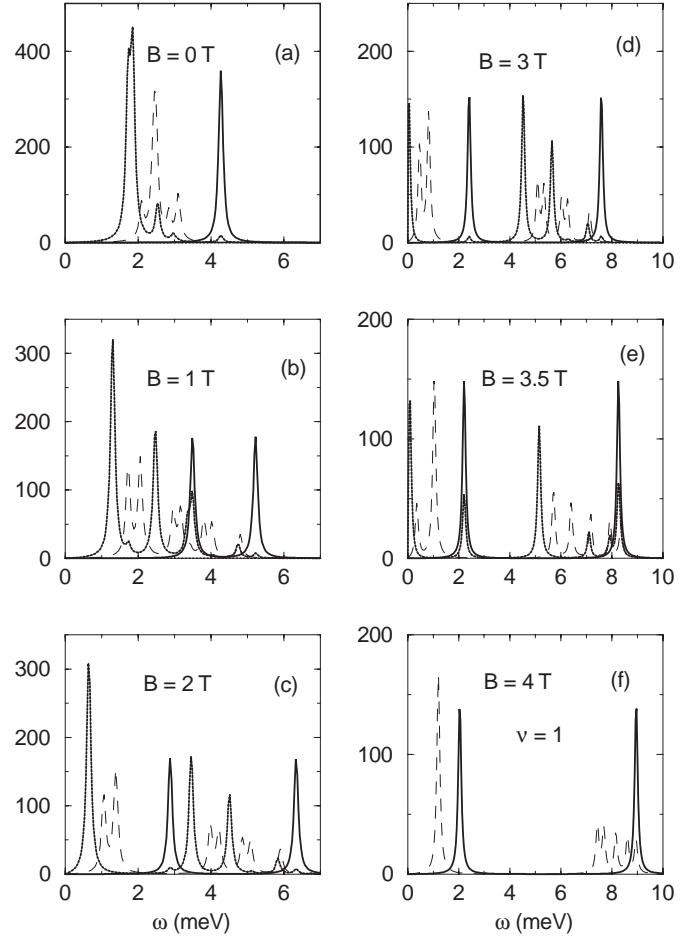 400
200
0
0 2 4 6
B = 0 T
(a)
300
200
100
0
0 2 4 6
B = 1 T
(b)
300
200
100
0
0 2 4 6
B = 2 T
(c)
ω (meV)
200
100
0
0 2 4 6 8 10
B = 3 T
(d)
200
100
0
0 2 4 6 8 10
B = 3.5 T
(e)
200
100
0
0 2 4 6 8 10
B = 4 T
(f)
ν = 1
ω (meV)